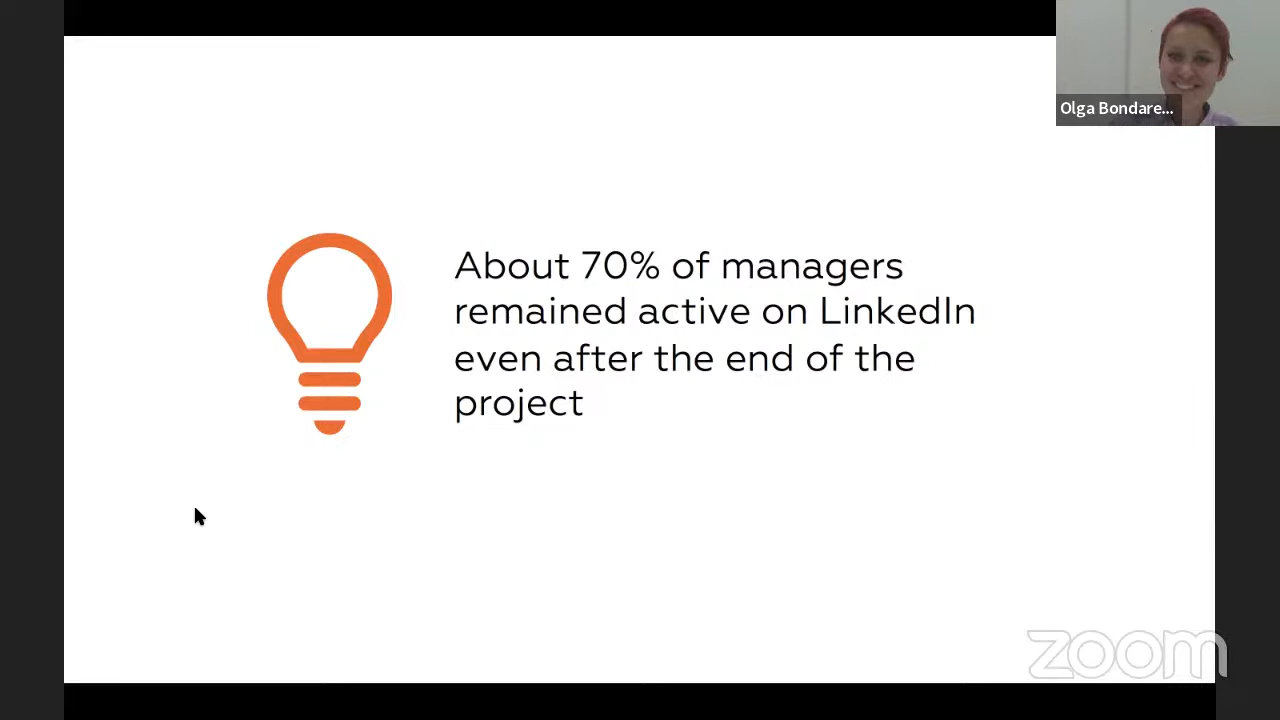 Olga Bondare...
About 70% of managers
remained active on LinkedIn
even after the end of the
project
zoom